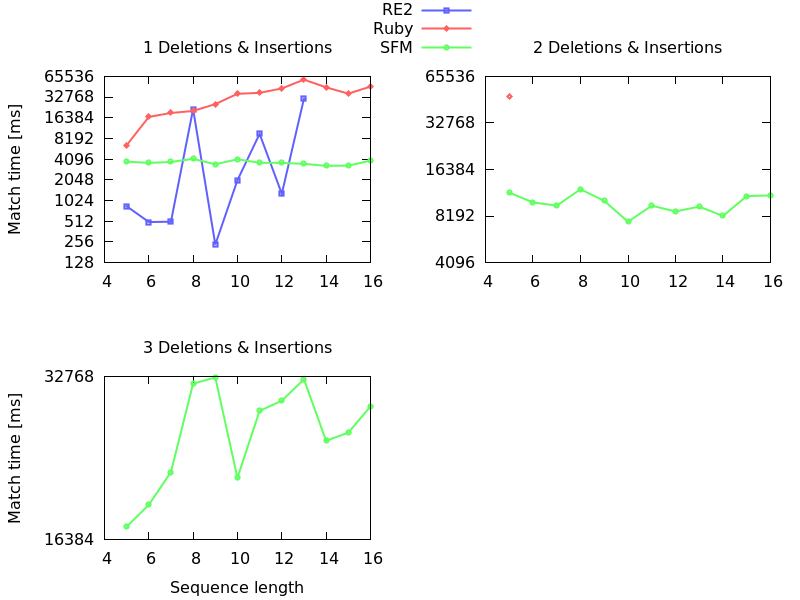 RE2
Ruby
SFM
1 Deletions & Insertions
65536
32768
16384
8192
4096
2048
1024
512
256
128
4 6 8 10 12 14 16
Match time [ms]
2 Deletions & Insertions
65536
32768
16384
8192
4096
4 6 8 10 12 14 16
3 Deletions & Insertions
32768
16384
4 6 8 10 12 14 16
Match time [ms]
Sequence length